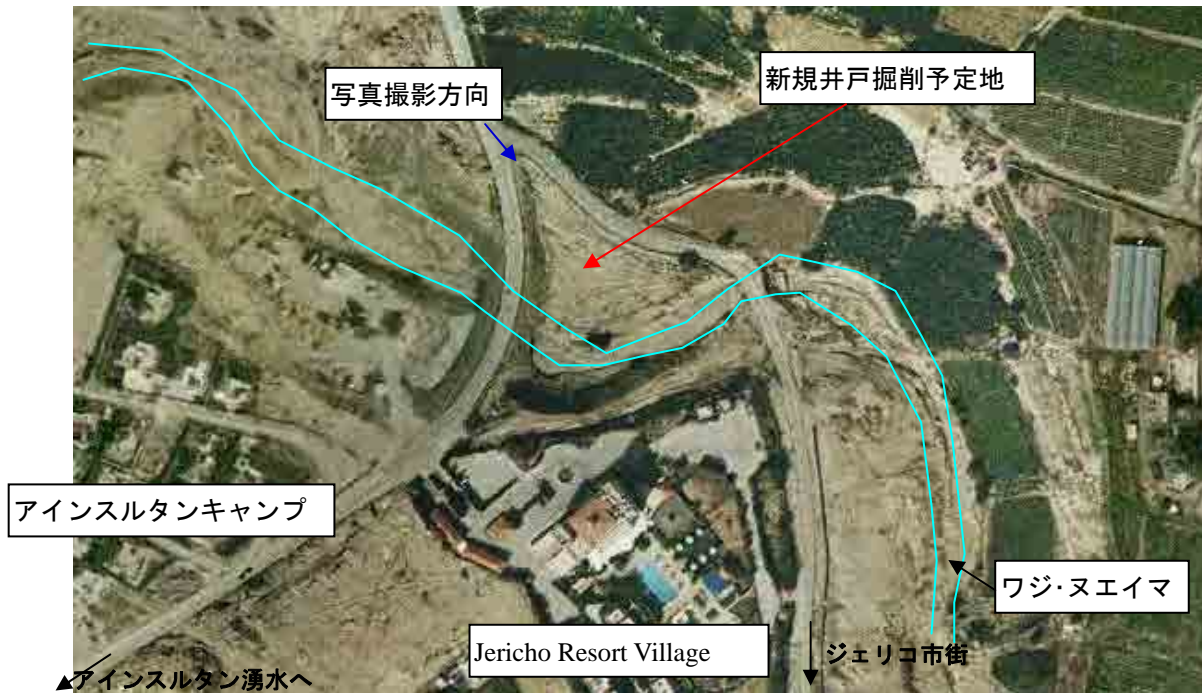 新規井戸掘削予定地
写真撮影方向
アインスルタンキャンプ
ワジ･ヌエイマ
Jericho Resort Village
ジェリコ市街
アインスルタン湧水へ